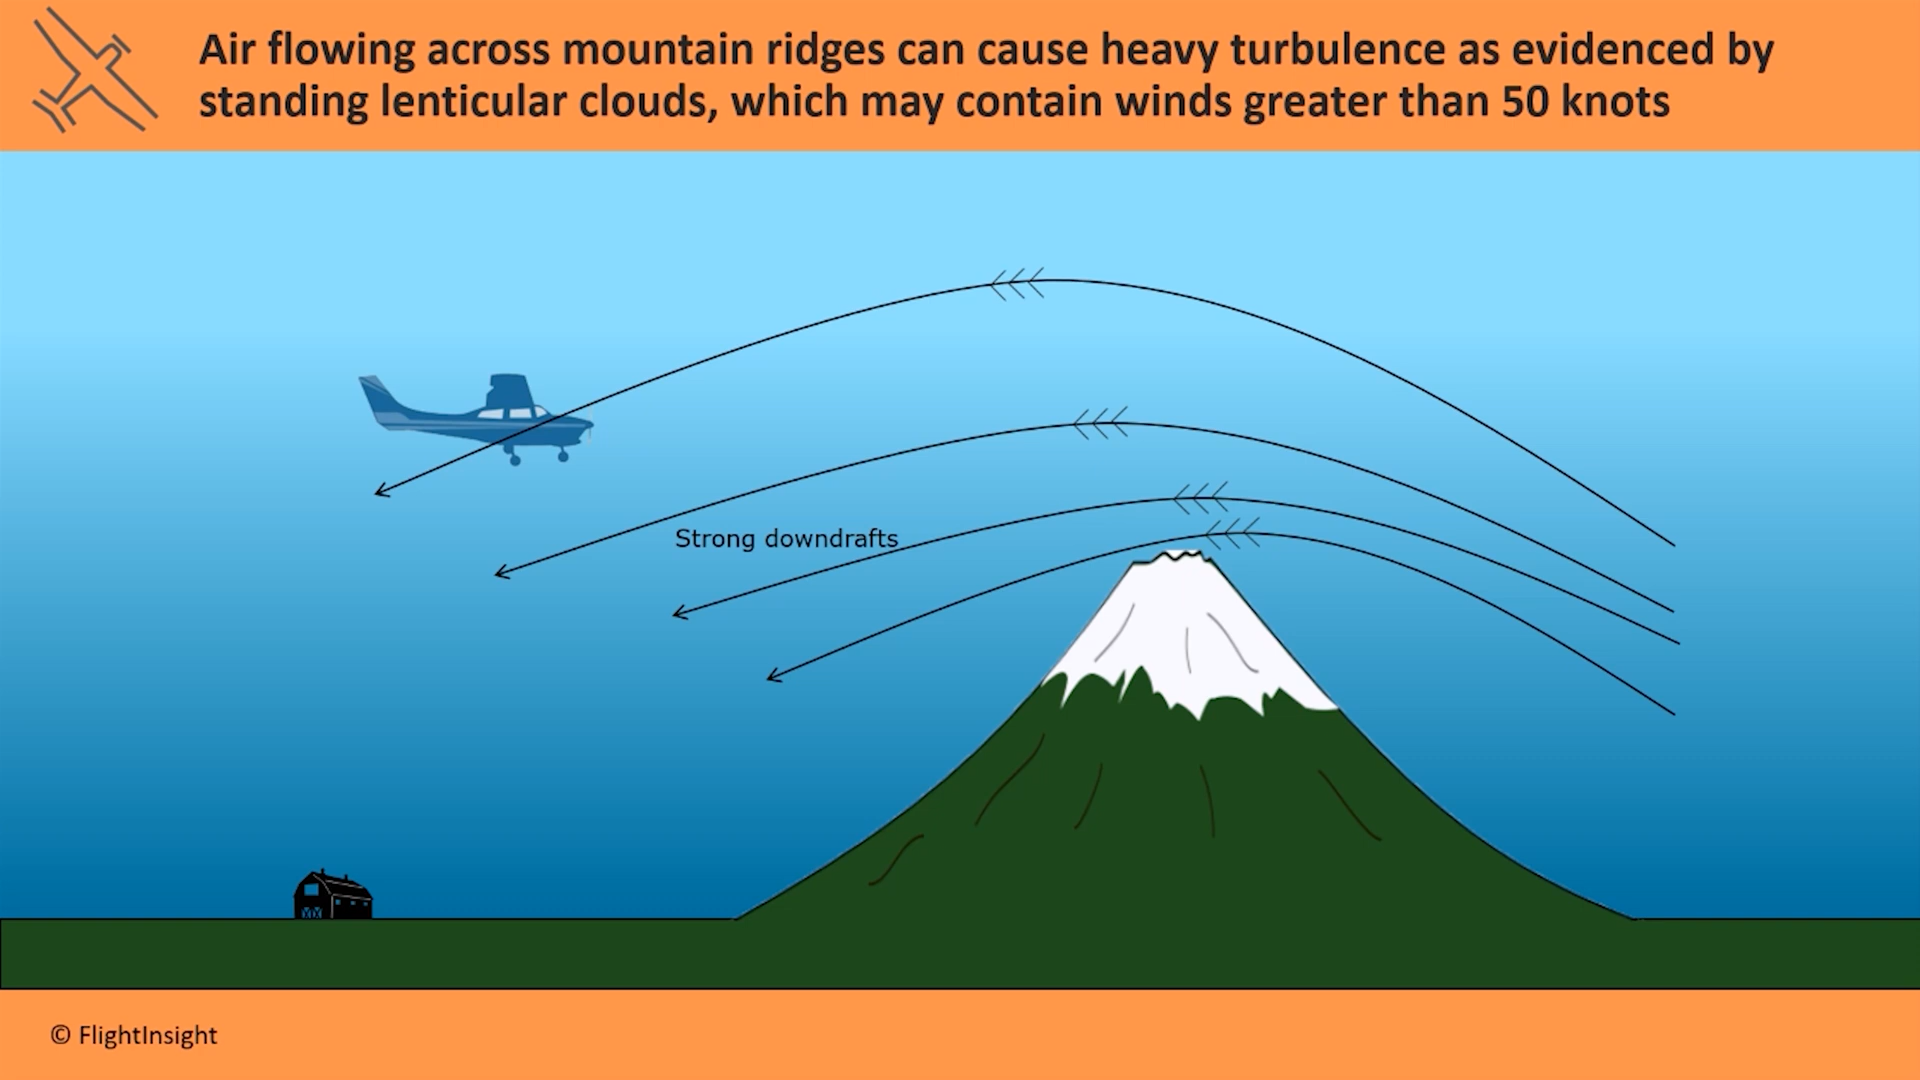 Air flowing across mountain ridges can cause heavy turbulence as evidenced by
standing lenticular clouds, which may contain winds greater than 50 knots
Strong downdrafts
© FlightInsight